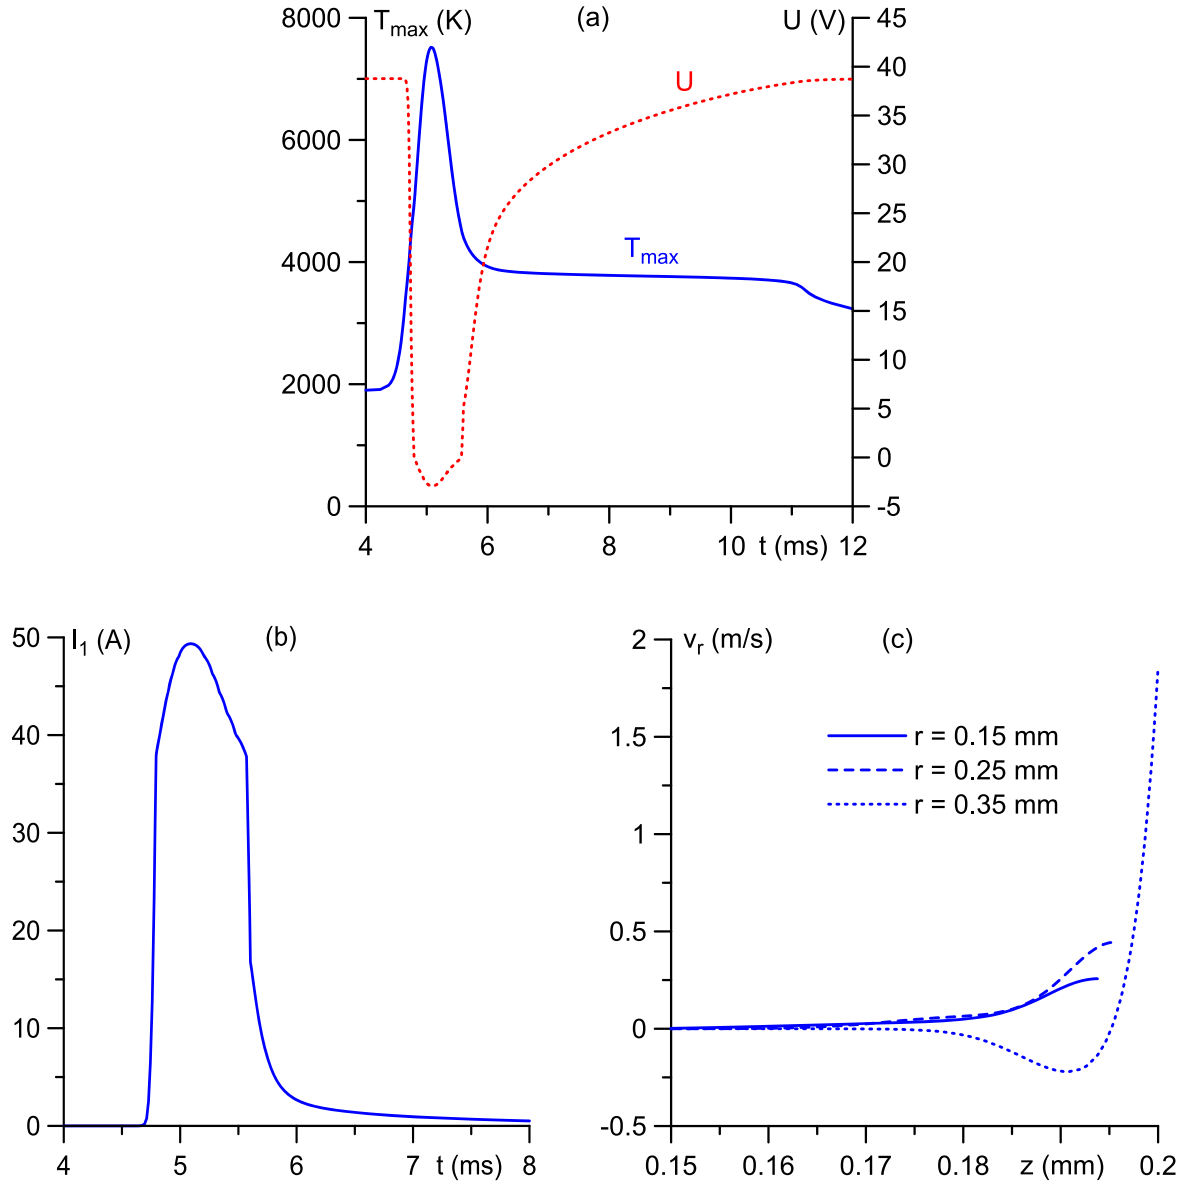 8000 T_max (K) (a) U (V) 45
40
U
35
6000
30
25
T_max
4000 20
15
10
2000
5
0
0 -5
4 6 8 10 t (ms) 12
50 I_1 (A) (b)
40
30
20
10
0
4 5 6 7 t (ms) 8
2 v_r (m/s) (c)
1.5
r = 0.15 mm
r = 0.25 mm
r = 0.35 mm
1
0.5
0
-0.5
0.15 0.16 0.17 0.18 z (mm) 0.2